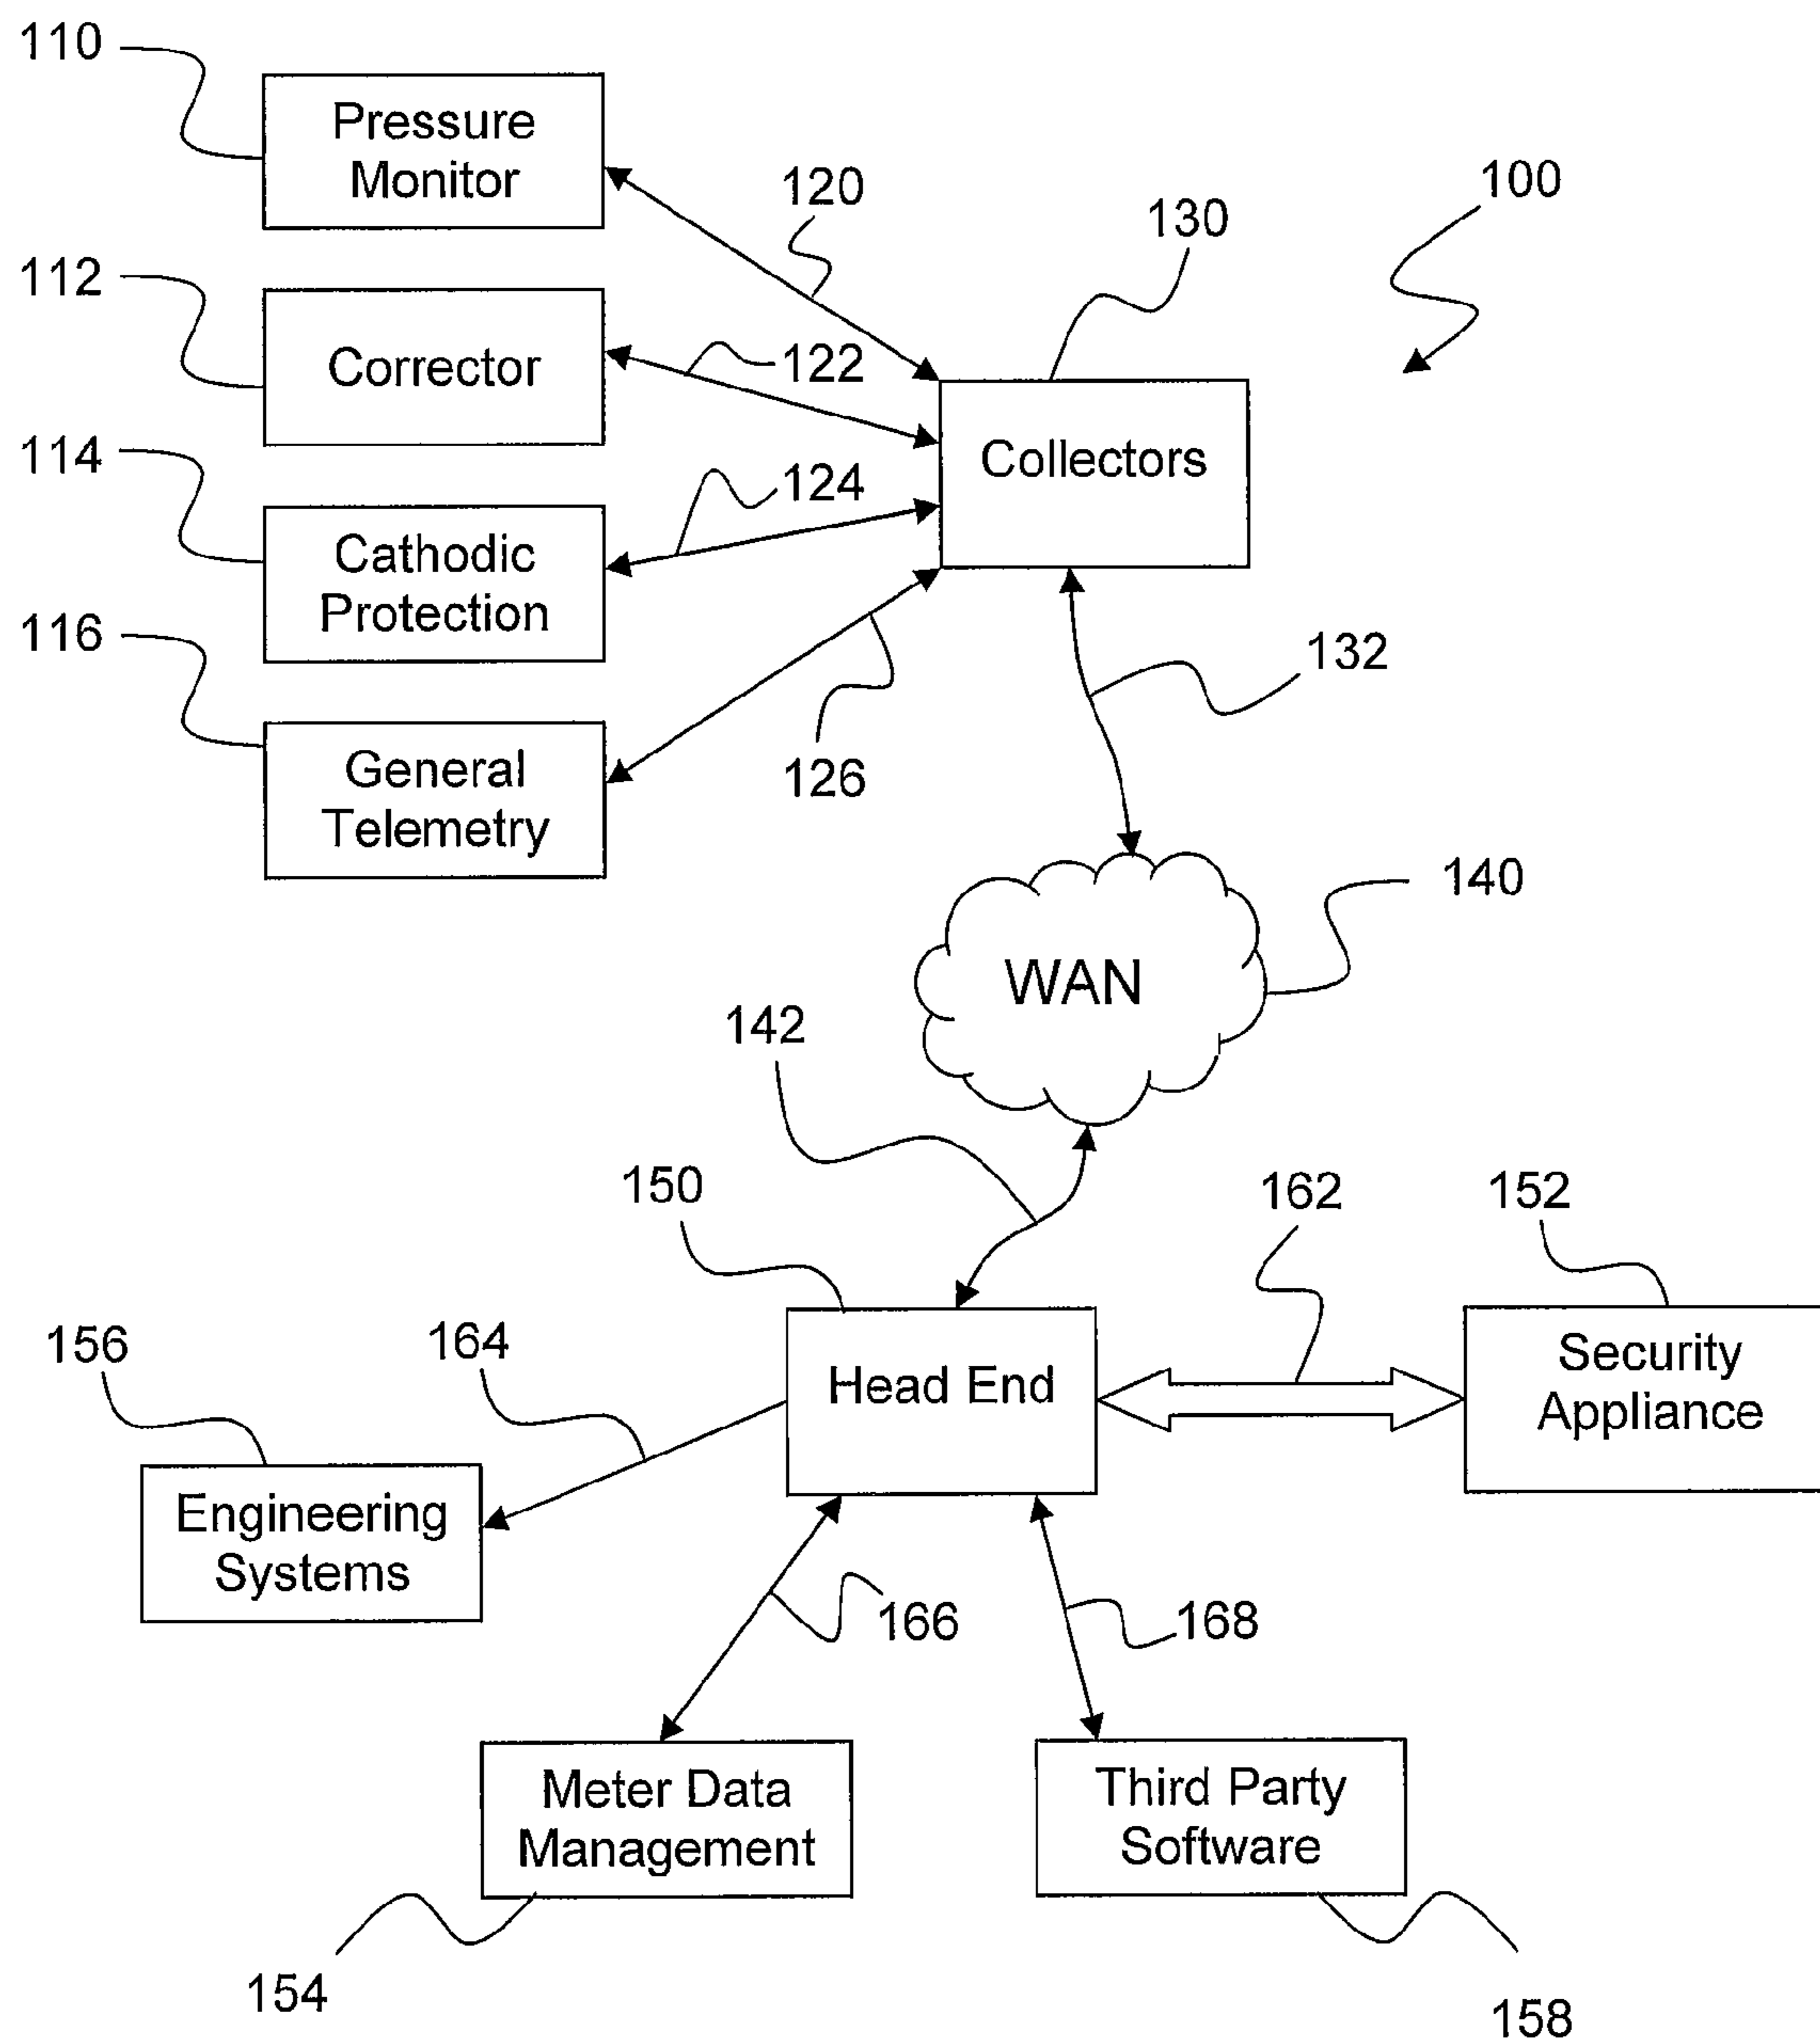 110
Pressure
Monitor
120
130
100
112
Corrector
122
Collectors
114
124
Cathodic
Protection
116
132
General
Telemetry
126
140
WAN
142
150
162
152
156
164
Head End
Security
Appliance
Engineering
Systems
166
168
Meter Data
Management
Third Party
Software
154
158